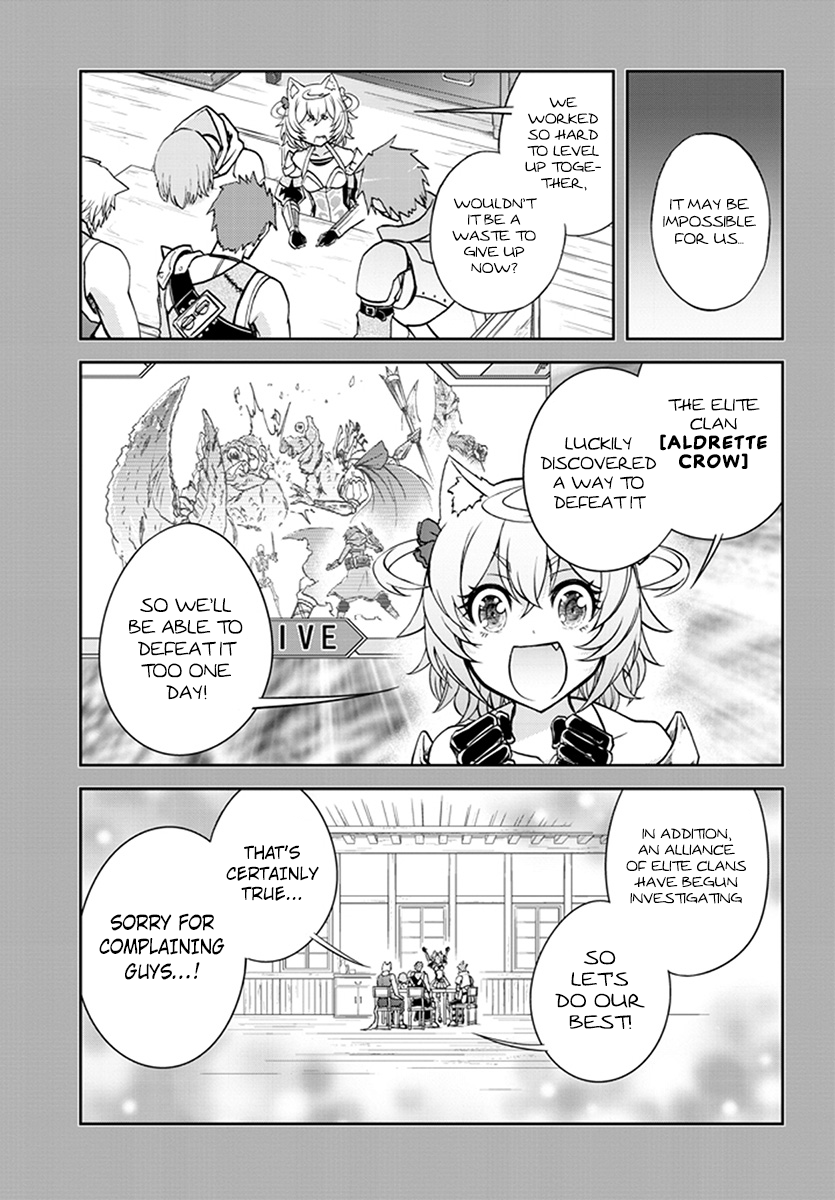 IT MAY BE
IMPOSSIBLE
FOR US...
WE
WORKED
SO HARD
TO LEVEL
UP TOGE-
THER,
WOULDN'T
IT BE A
WASTE TO
GIVE UP
NOW?
THE ELITE
CLAN
[ALDRETTE
CROW]
LUCKILY
DISCOVERED
A WAY TO
DEFEAT IT
SO WE'LL
BE ABLE TO
DEFEAT IT
TOO ONE
DAY!
IVE
IN ADDITION,
AN ALLIANCE
OF ELITE CLANS
HAVE BEGUN
INVESTIGATING
SO
LET'S
DO OUR
BEST!
THAT'S
CERTAINLY
TRUE...
SORRY FOR
COMPLAINING
GUYS...!